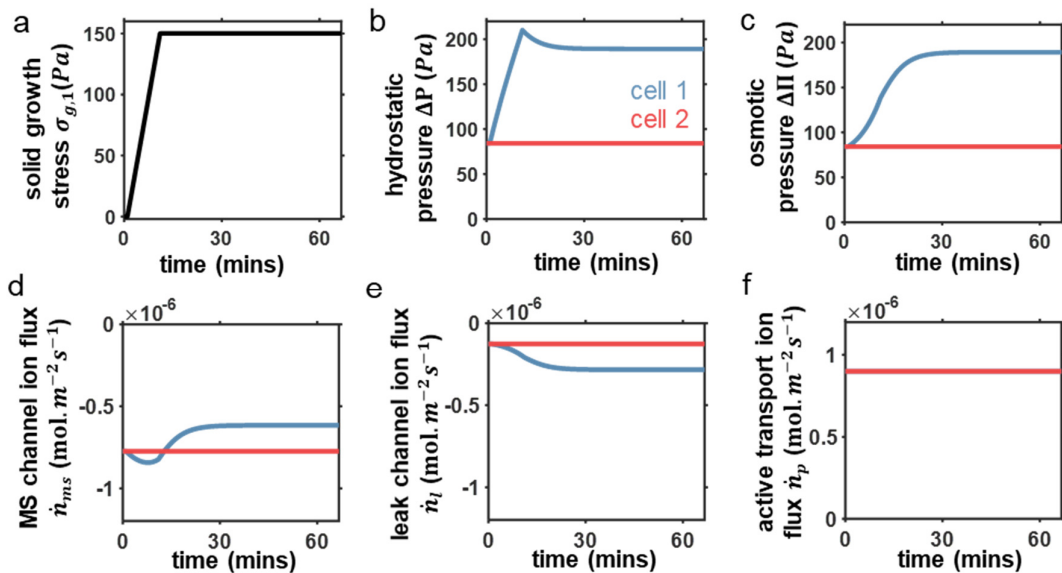 a
solid growth
stress σg,1(Pa)
150
100
50
0
0
30
60
time (mins)
b
hydrostatic
pressure ΔP (Pa)
200
150
100
50
0
cell 1
cell 2
0
30
60
time (mins)
c
osmotic
pressure ΔΠ (Pa)
200
150
100
50
0
0
30
60
time (mins)
d
MS channel ion flux
ṅms (mol. m−2 s−1)
×10-6
0
-0.5
-1
0
30
60
time (mins)
e
leak channel ion flux
ṅl (mol. m−2 s−1)
×10-6
0
-0.5
-1
0
30
60
time (mins)
f
active transport ion
flux ṅp (mol. m−2 s−1)
×10-6
1
0.5
0
0
30
60
time (mins)